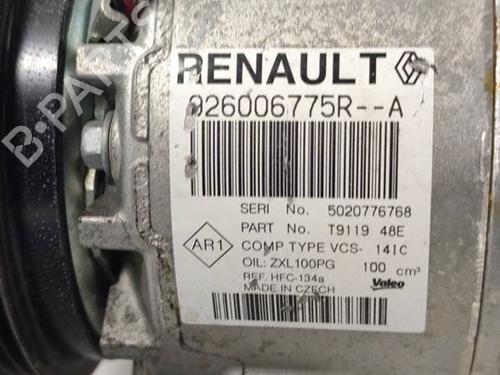 RENAULT
926006775R--A
SERI No. 5020776768
PART No. T9119 48E
AR1
COMP TYPE VCS- 14IC
OIL: ZXL100PG 100 cm³
REF. HFC-134a
MADE IN CZECH
Valeo
B-PARTS